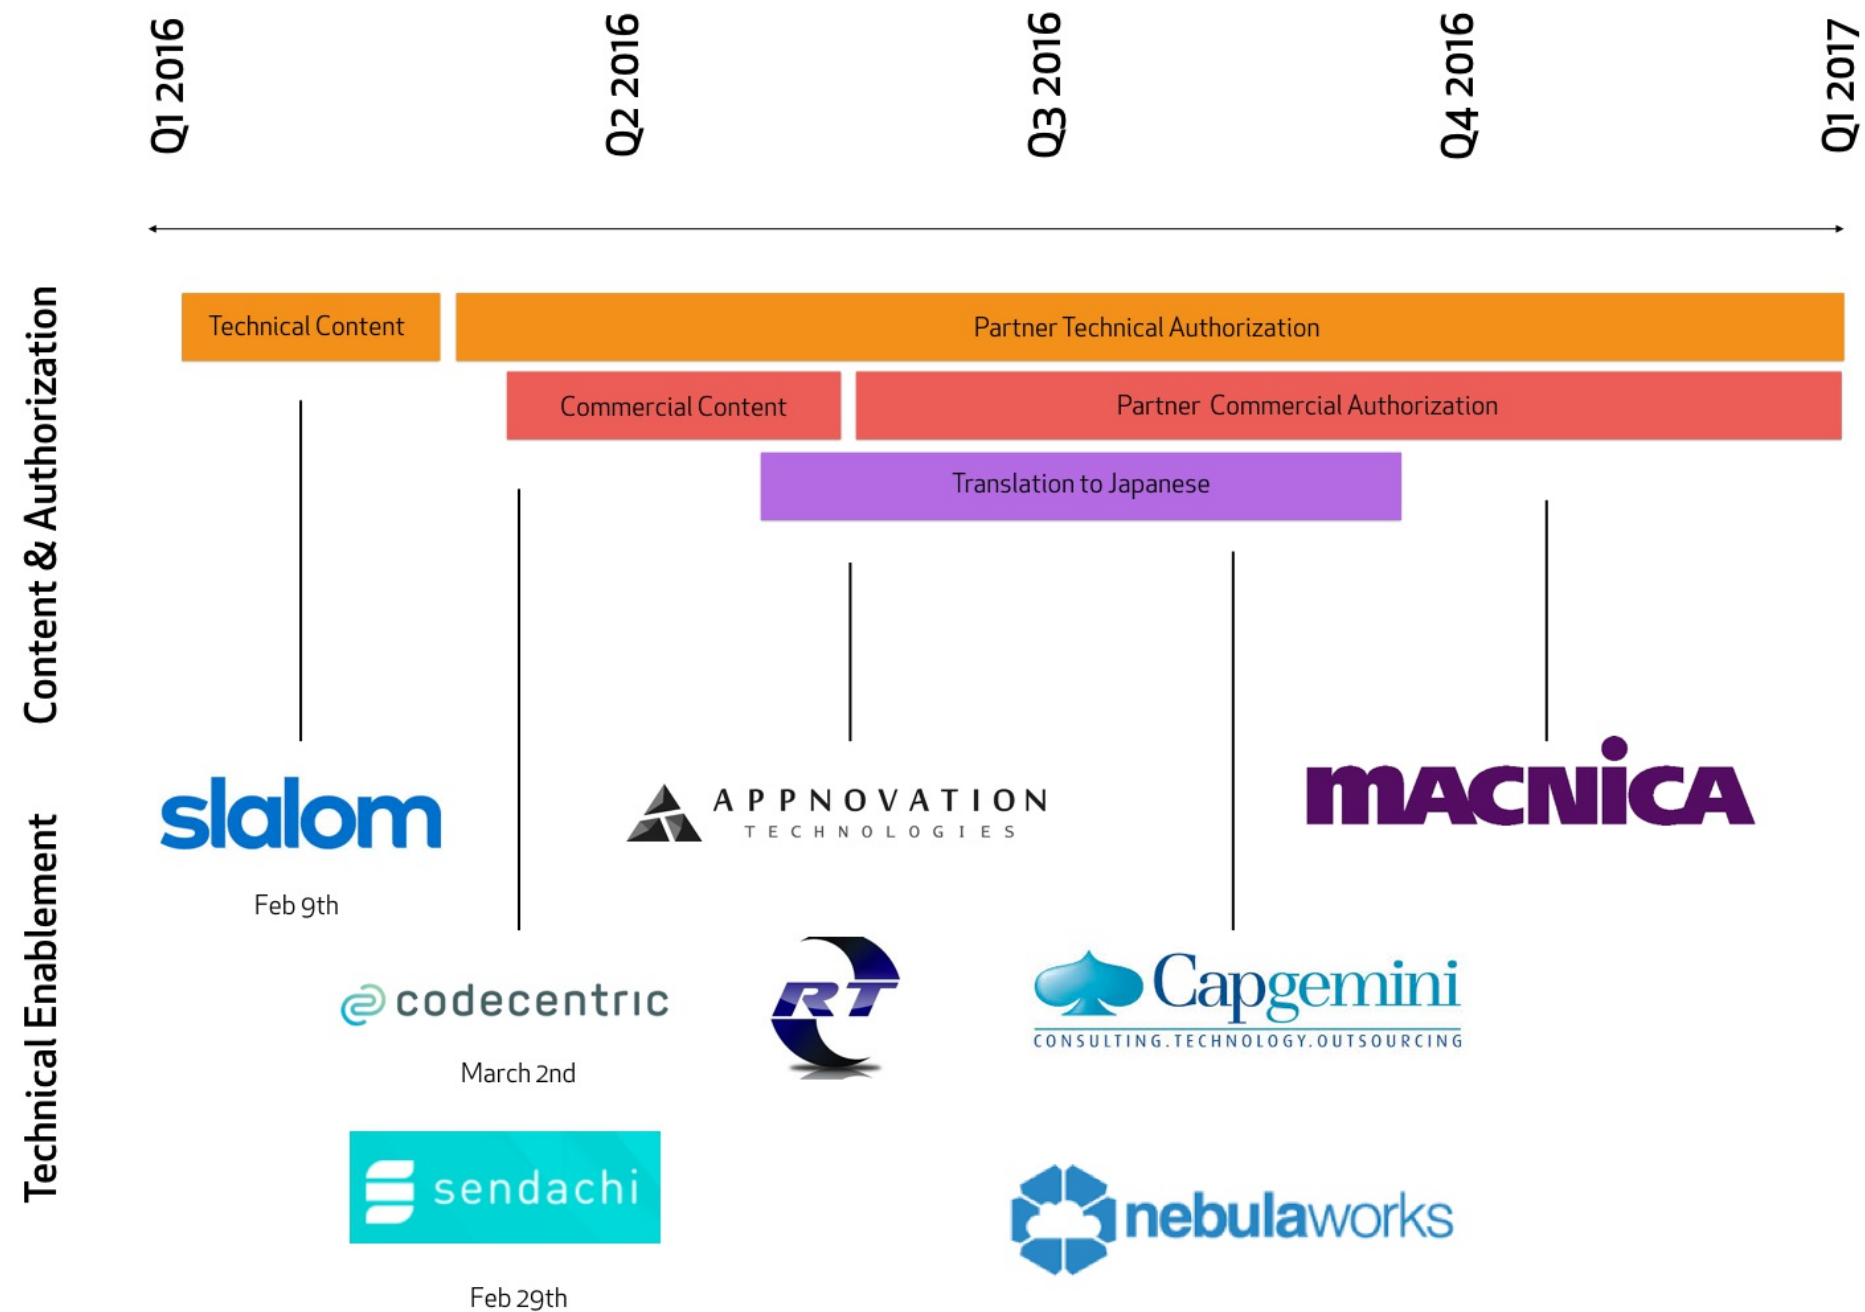 Q1 2016
Q2 2016
Q3 2016
Q4 2016
Q1 2017
Content & Authorization
Technical Content
Partner Technical Authorization
Commercial Content
Partner Commercial Authorization
Translation to Japanese
Technical Enablement
slalom
Feb 9th
APPNOVATION
TECHNOLOGIES
MACNiCA
codecentric
March 2nd
RT
Capgemini
CONSULTING.TECHNOLOGY.OUTSOURCING
sendachi
Feb 29th
nebulaworks